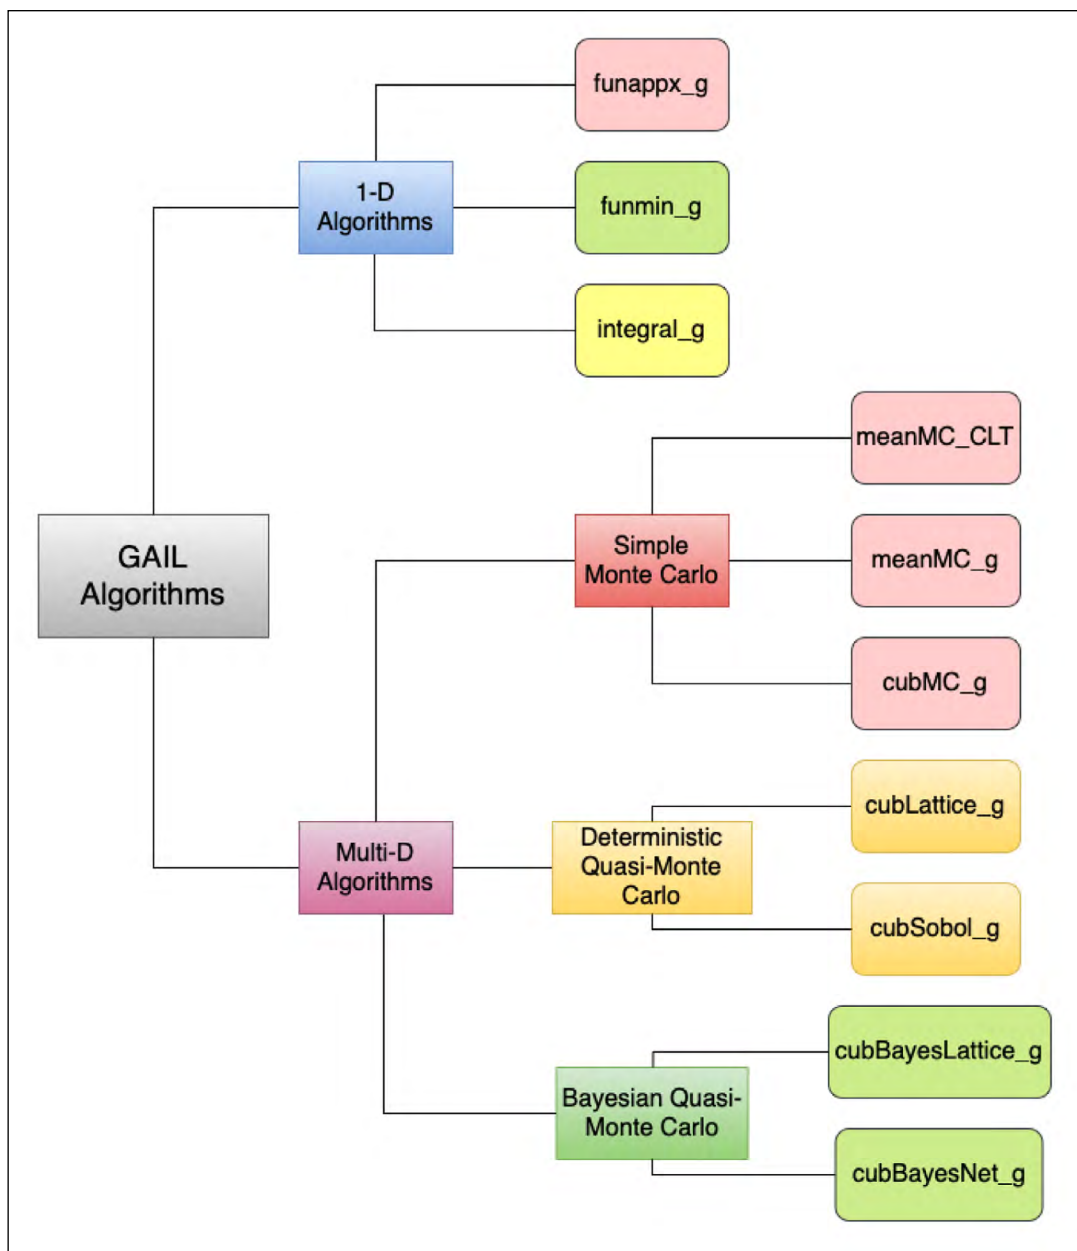 funappx_g
1-D
Algorithms
funmin_g
integral_g
meanMC_CLT
GAIL
Algorithms
Simple
Monte Carlo
meanMC_g
cubMC_g
cubLattice_g
Multi-D
Algorithms
Deterministic
Quasi-Monte
Carlo
cubSobol_g
cubBayesLattice_g
Bayesian Quasi-
Monte Carlo
cubBayesNet_g